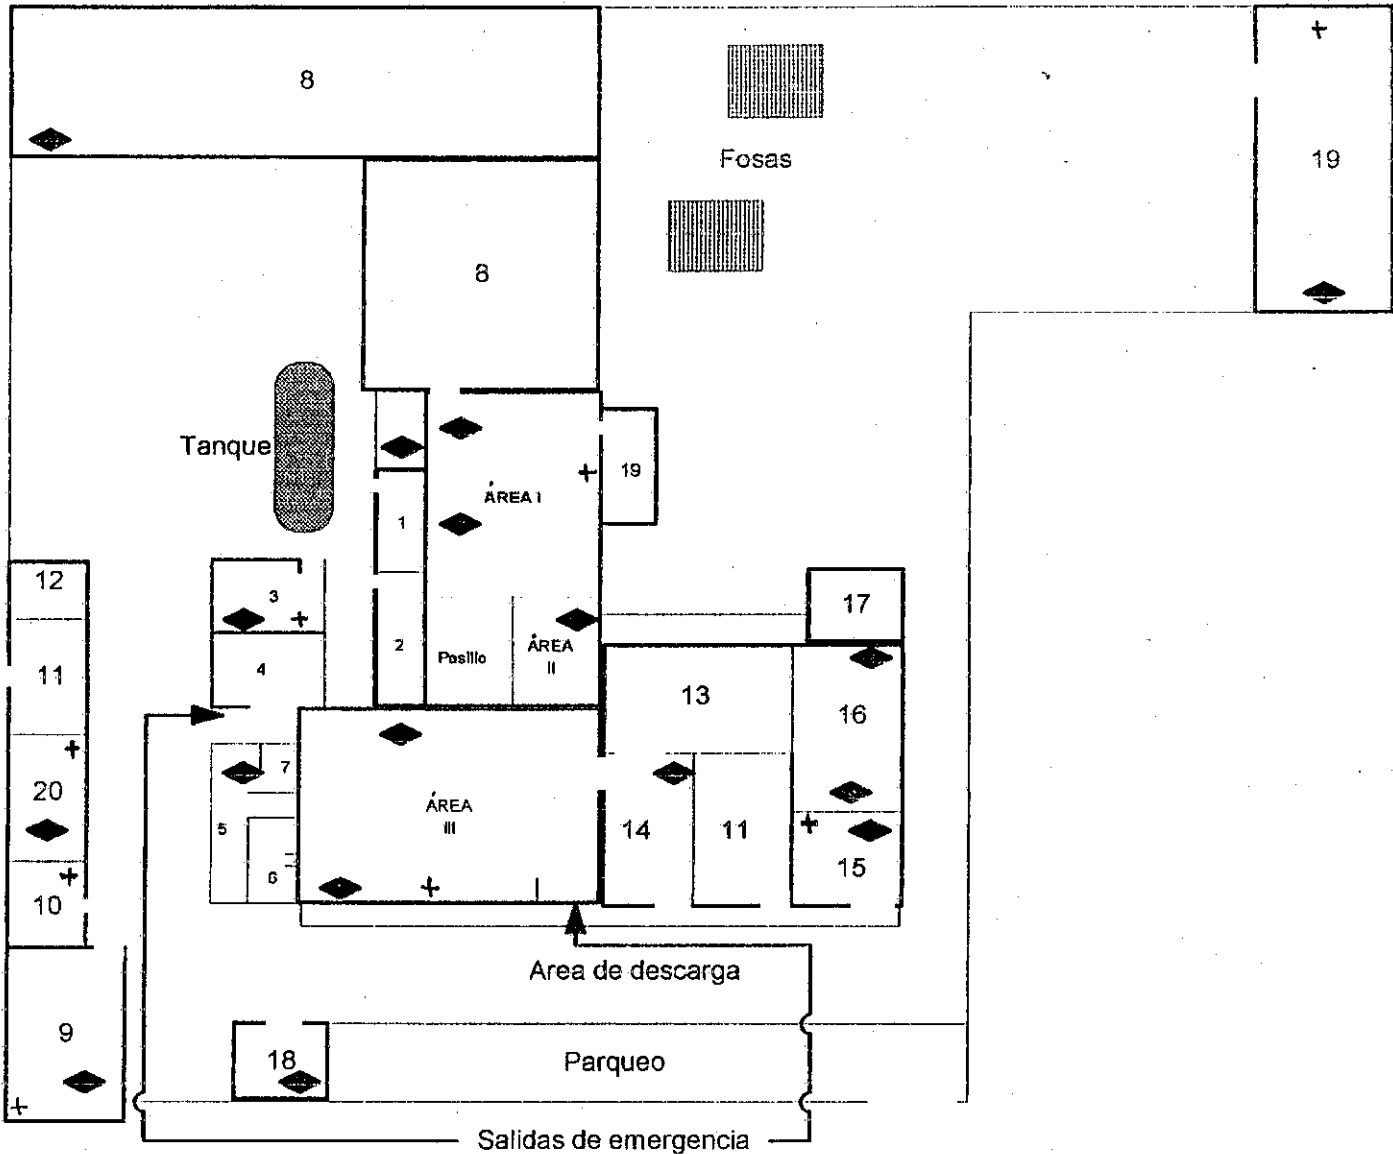 8
19
Fosas
8
Tanque
19
ÁREA I
1
12
3
17
11
4
2
Pasillo
ÁREA
II
13
16
7
20
5
ÁREA
III
14
11
15
6
10
Area de descarga
9
18
Parqueo
Salidas de emergencia